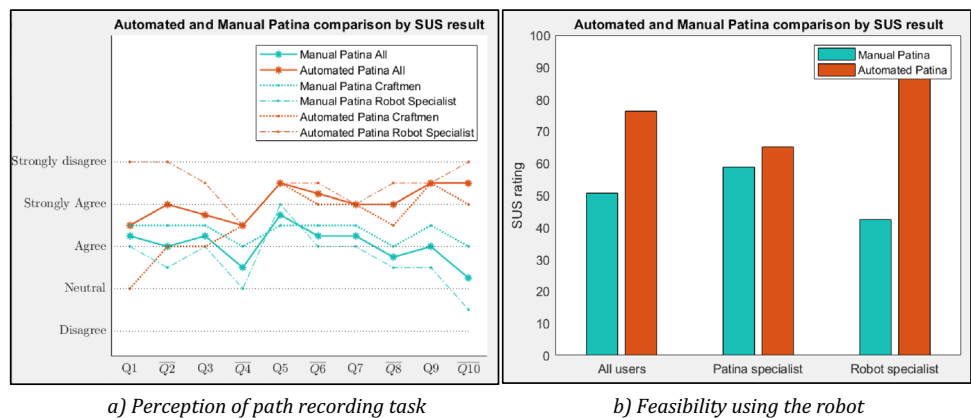 Automated and Manual Patina comparison by SUS result
Manual Patina All
Automated Patina All
Manual Patina Craftmen
Manual Patina Robot Specialist
Automated Patina Craftmen
Automated Patina Robot Specialist
Strongly disagree
Strongly Agree
Agree
Neutral
Disagree
Q1 Q2 Q3 Q4 Q5 Q6 Q7 Q8 Q9 Q10
a) Perception of path recording task
Automated and Manual Patina comparison by SUS result
Manual Patina
Automated Patina
SUS rating
100
90
80
70
60
50
40
30
20
10
0
All users Patina specialist Robot specialist
b) Feasibility using the robot